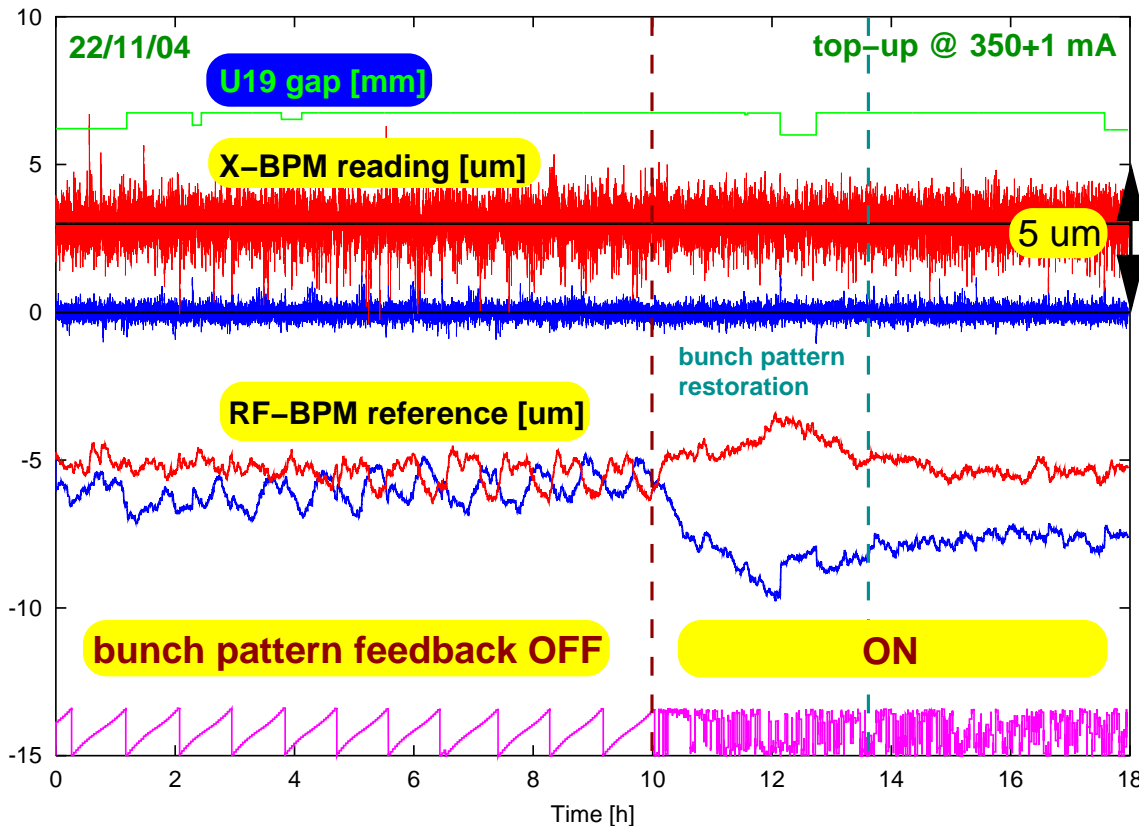 10
22/11/04
top−up @ 350+1 mA
U19 gap [mm]
X−BPM reading [um]
5
5 um
0
bunch pattern
restoration
RF−BPM reference [um]
-5
-10
bunch pattern feedback OFF
ON
-15
0 2 4 6 8 10 12 14 16 18
Time [h]